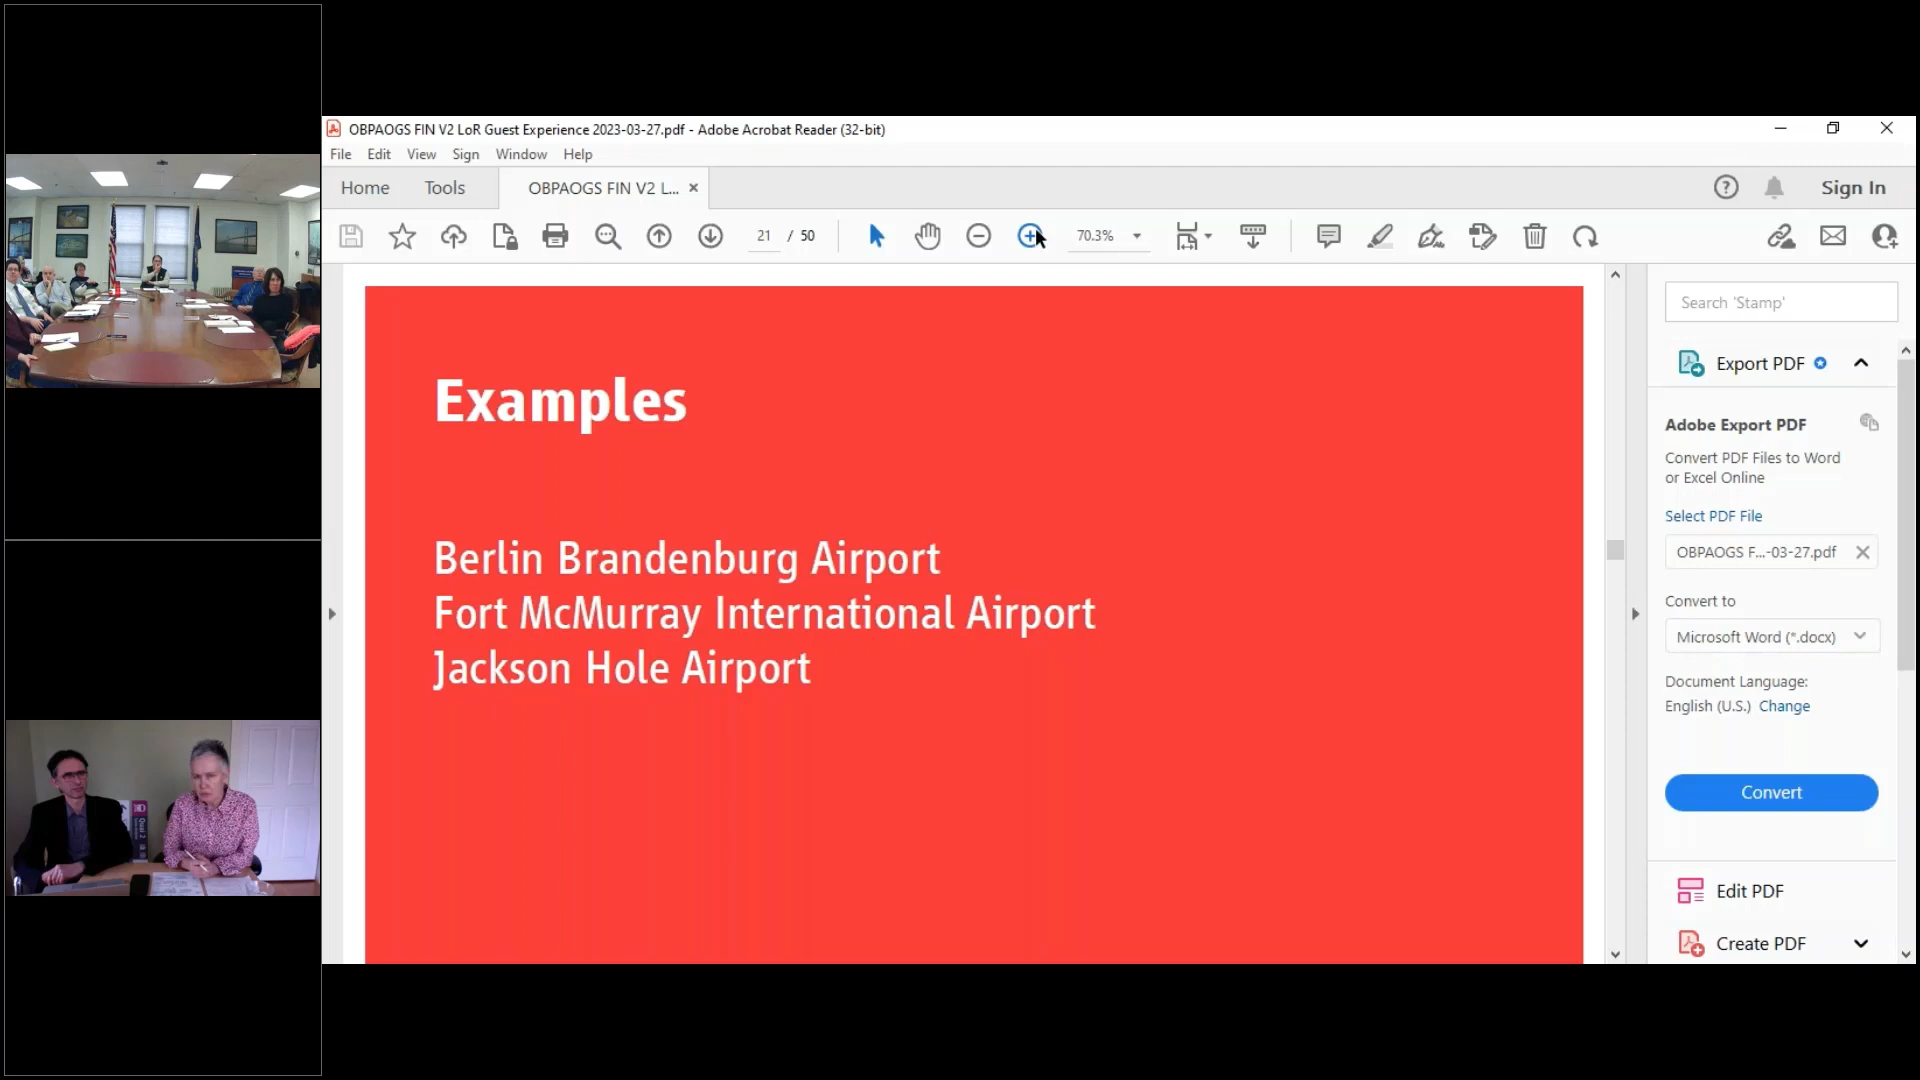 OBPAOGS FIN V2 LoR Guest Experience 2023-03-27.pdf - Adobe Acrobat Reader (32-bit)
File Edit View Sign Window Help
Home Tools OBPAOGS FIN V2 L... Sign In
21 / 50 70.3%
Examples
Berlin Brandenburg Airport
Fort McMurray International Airport
Jackson Hole Airport
Search 'Stamp'
Export PDF
Adobe Export PDF
Convert PDF Files to Word
or Excel Online
Select PDF File
OBPAOGS F...-03-27.pdf
Convert to
Microsoft Word (*.docx)
Document Language:
English (U.S.) Change
Convert
Edit PDF
Create PDF